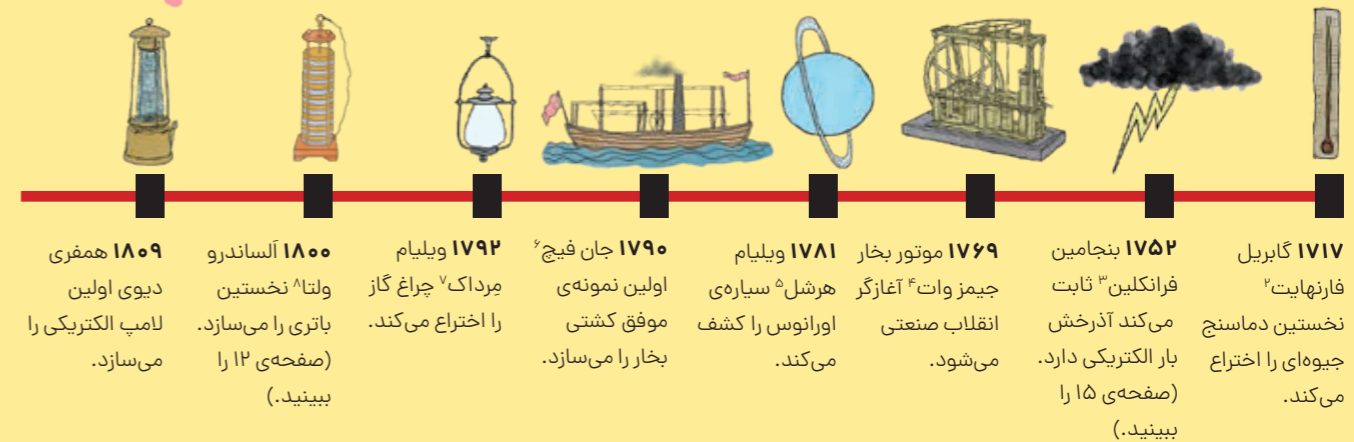 ۱۷۱۷ گابریل
فارنهایت۲
نخستین دماسنج
جیوه‌ای را اختراع
می‌کند.
۱۷۵۲ بنجامین
فرانکلین۳ ثابت
می‌کند آذرخش
بار الکتریکی دارد.
(صفحه‌ی ۱۵ را
ببینید.)
۱۷۶۹ موتور بخار
جیمز وات۴ آغازگر
انقلاب صنعتی
می‌شود.
۱۷۸۱ ویلیام
هرشل۵ سیاره‌ی
اورانوس را کشف
می‌کند.
۱۷۹۰ جان فیچ۶
اولین نمونه‌ی
موفق کشتی
بخار را می‌سازد.
۱۷۹۲ ویلیام
مِرداک۷ چراغ گاز
را اختراع می‌کند.
۱۸۰۰ اَلساندرو
ولتا۸ نخستین
باتری را می‌سازد.
(صفحه‌ی ۱۲ را
ببینید.)
۱۸۰۹ همفری
دیوی اولین
لامپ الکتریکی را
می‌سازد.